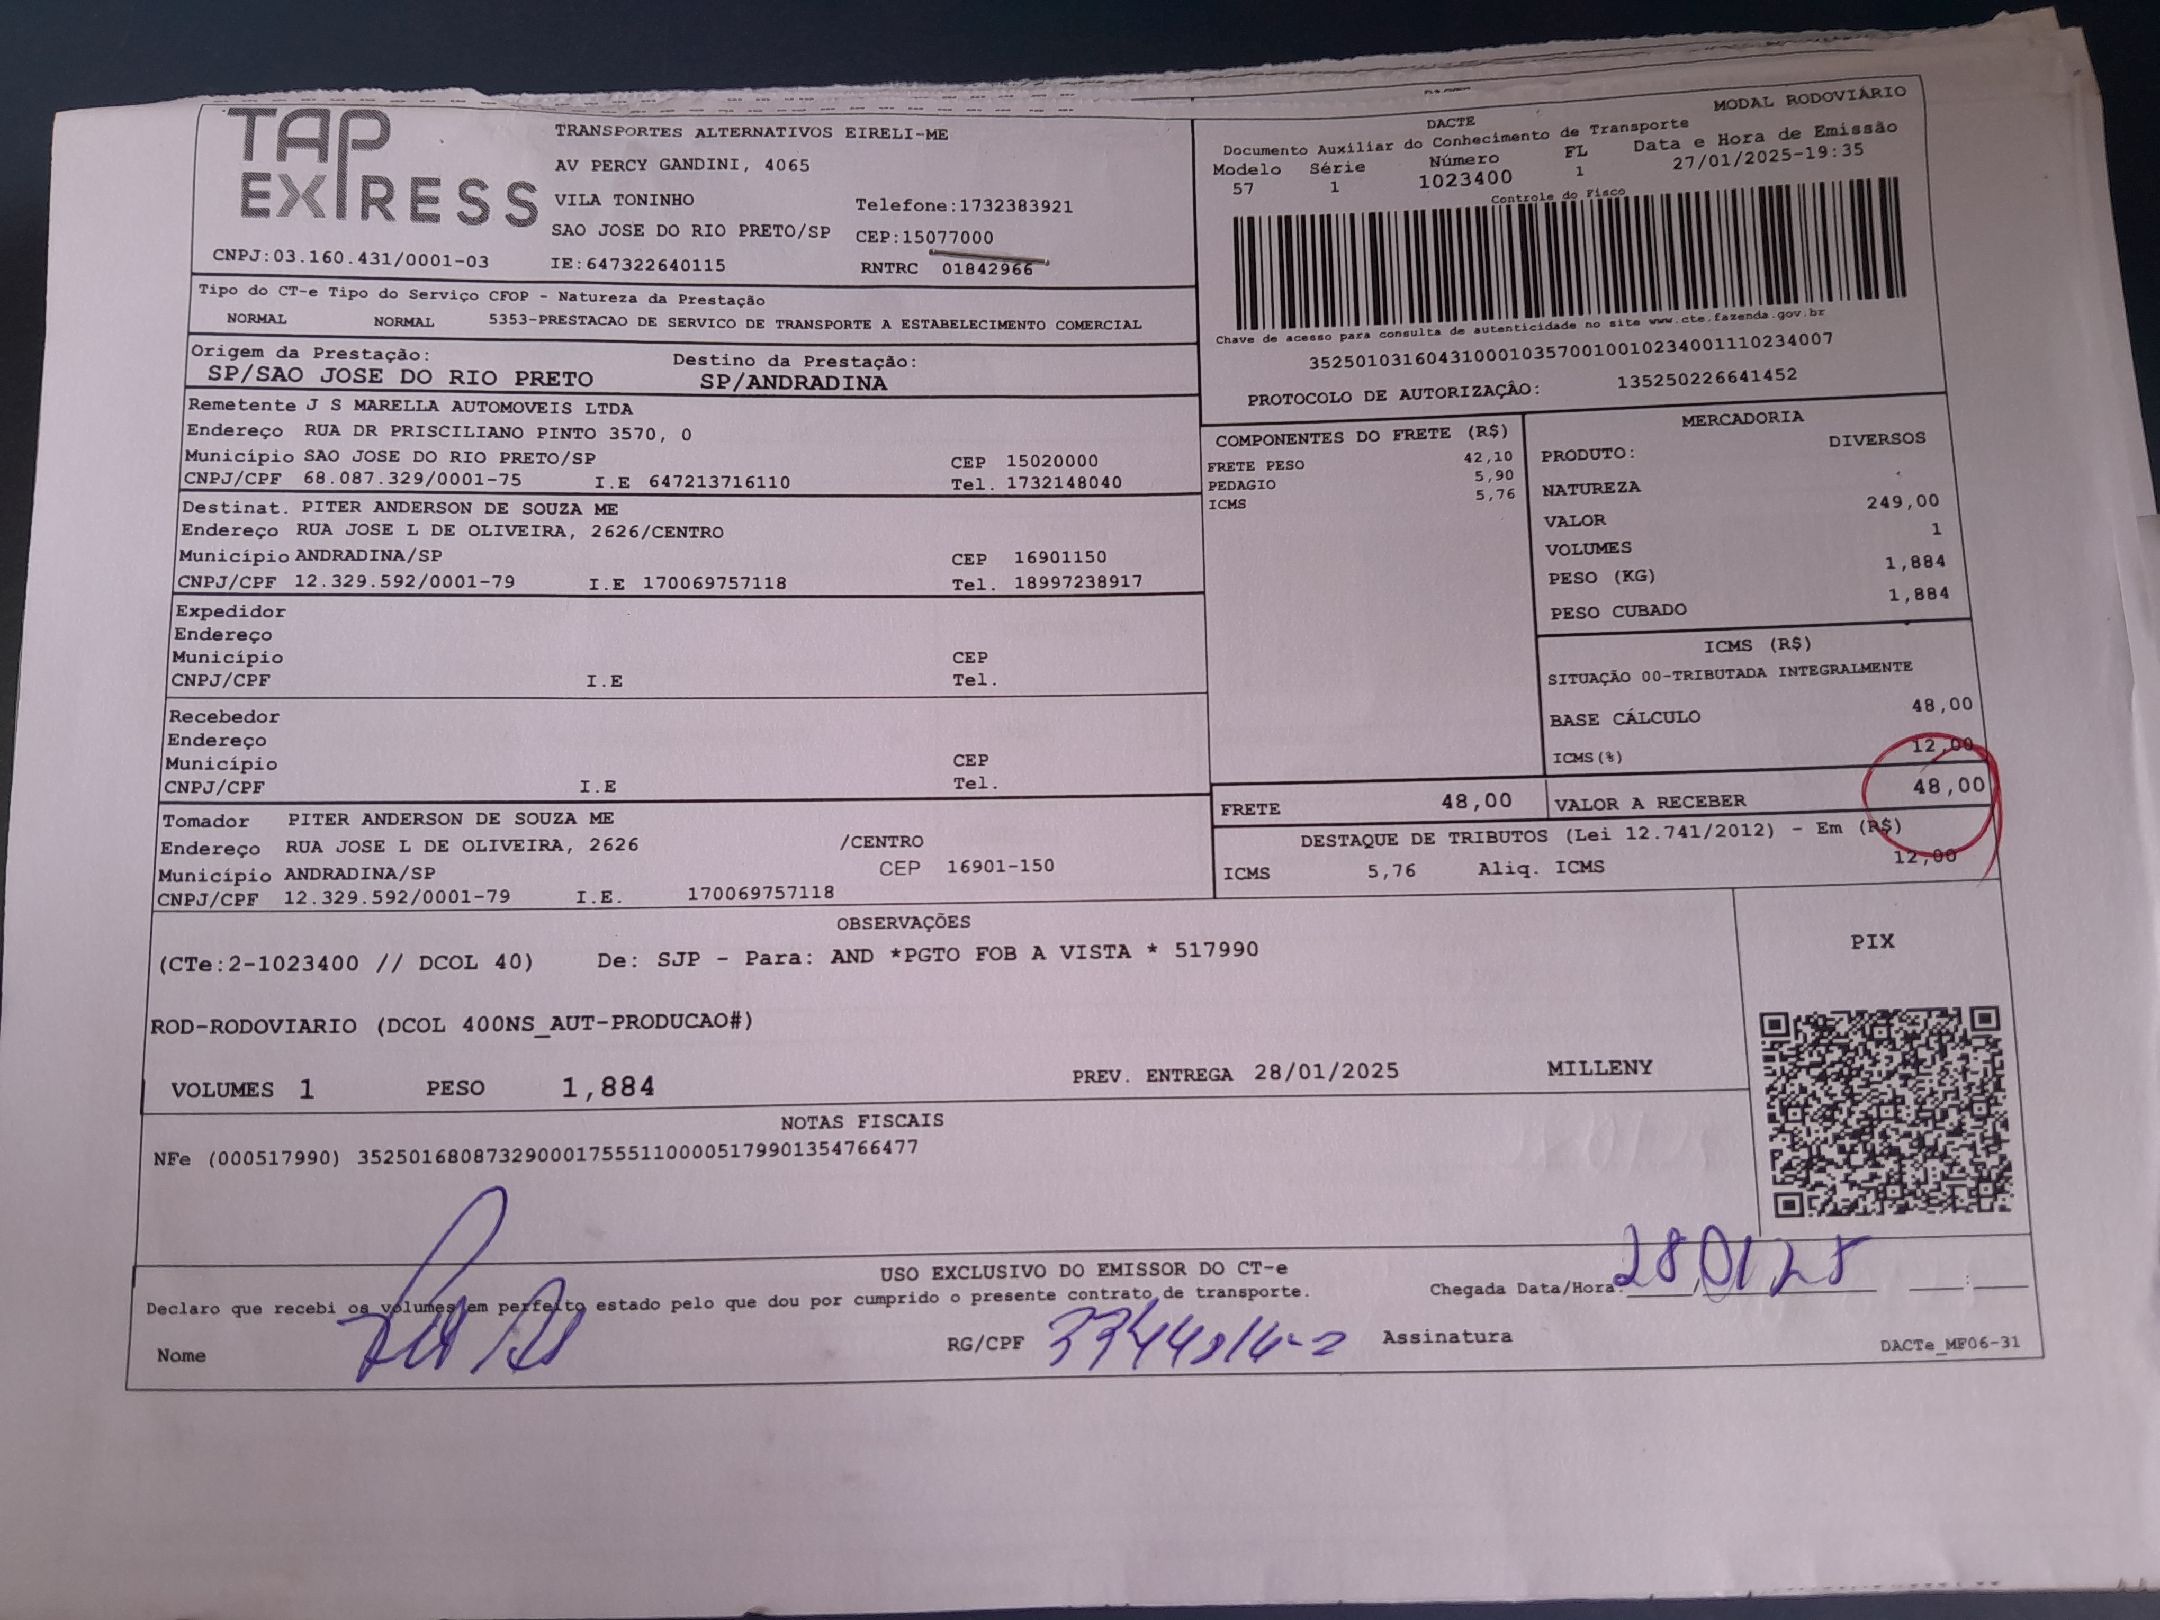 TAP
EXPRESS
TRANSPORTES ALTERNATIVOS EIRELI-ME
AV PERCY GANDINI, 4065
VILA TONINHO Telefone:1732383921
SAO JOSE DO RIO PRETO/SP CEP:15077000
CNPJ:03.160.431/0001-03 IE:647322640115 RNTRC 01842966
MODAL RODOVIÁRIO
DACTE
Documento Auxiliar do Conhecimento de Transporte
Modelo Série Número FL Data e Hora de Emissão
57 1 1023400 1 27/01/2025-19:35
Controle do Fisco
Chave de acesso para consulta de autenticidade no site www.cte.fazenda.gov.br
35250103160431000103570010010234001110234007
PROTOCOLO DE AUTORIZAÇÂO: 135250226641452
Tipo do CT-e Tipo do Serviço CFOP - Natureza da Prestação
NORMAL NORMAL 5353-PRESTACAO DE SERVICO DE TRANSPORTE A ESTABELECIMENTO COMERCIAL
Origem da Prestação: Destino da Prestação:
SP/SAO JOSE DO RIO PRETO SP/ANDRADINA
Remetente J S MARELLA AUTOMOVEIS LTDA
Endereço RUA DR PRISCILIANO PINTO 3570, 0
Município SAO JOSE DO RIO PRETO/SP CEP 15020000
CNPJ/CPF 68.087.329/0001-75 I.E 647213716110 Tel. 1732148040
Destinat. PITER ANDERSON DE SOUZA ME
Endereço RUA JOSE L DE OLIVEIRA, 2626/CENTRO
Município ANDRADINA/SP CEP 16901150
CNPJ/CPF 12.329.592/0001-79 I.E 170069757118 Tel. 18997238917
Expedidor
Endereço
Município CEP
CNPJ/CPF I.E Tel.
Recebedor
Endereço
Município CEP
CNPJ/CPF I.E Tel.
Tomador PITER ANDERSON DE SOUZA ME
Endereço RUA JOSE L DE OLIVEIRA, 2626 /CENTRO
Município ANDRADINA/SP CEP 16901-150
CNPJ/CPF 12.329.592/0001-79 I.E. 170069757118
COMPONENTES DO FRETE (R$)
FRETE PESO 42,10
PEDAGIO 5,90
ICMS 5,76
MERCADORIA
PRODUTO: DIVERSOS
NATUREZA
VALOR 249,00
VOLUMES 1
PESO (KG) 1,884
PESO CUBADO 1,884
ICMS (R$)
SITUAÇÃO 00-TRIBUTADA INTEGRALMENTE
BASE CÁLCULO 48,00
ICMS(%) 12,00
FRETE 48,00 VALOR A RECEBER 48,00
DESTAQUE DE TRIBUTOS (Lei 12.741/2012) - Em (R$)
ICMS 5,76 Aliq. ICMS 12,00
OBSERVAÇÕES
(CTe:2-1023400 // DCOL 40) De: SJP - Para: AND *PGTO FOB A VISTA * 517990
ROD-RODOVIARIO (DCOL 400NS_AUT-PRODUCAO#)
VOLUMES 1 PESO 1,884 PREV. ENTREGA 28/01/2025 MILLENY
PIX
NOTAS FISCAIS
NFe (000517990) 35250168087329000175551100005179901354766477
USO EXCLUSIVO DO EMISSOR DO CT-e
Declaro que recebi os volumes em perfeito estado pelo que dou por cumprido o presente contrato de transporte. Chegada Data/Hora:
Nome RG/CPF Assinatura DACTe_MF06-31